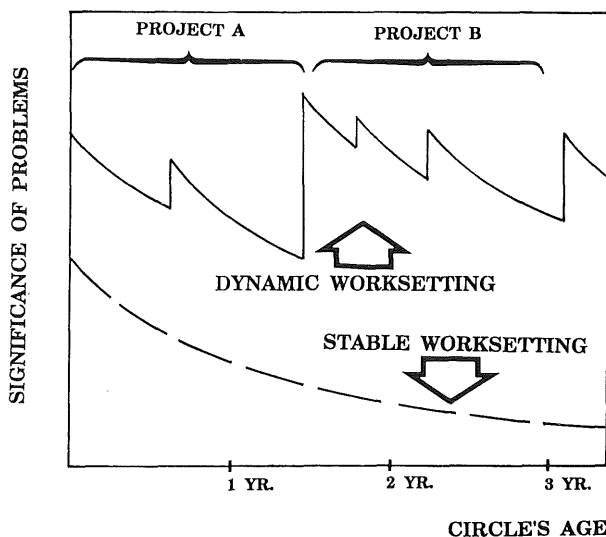 PROJECT A
PROJECT B
SIGNIFICANCE OF PROBLEMS
DYNAMIC WORKSETTING
STABLE WORKSETTING
1 YR.
2 YR.
3 YR.
CIRCLE'S AGE